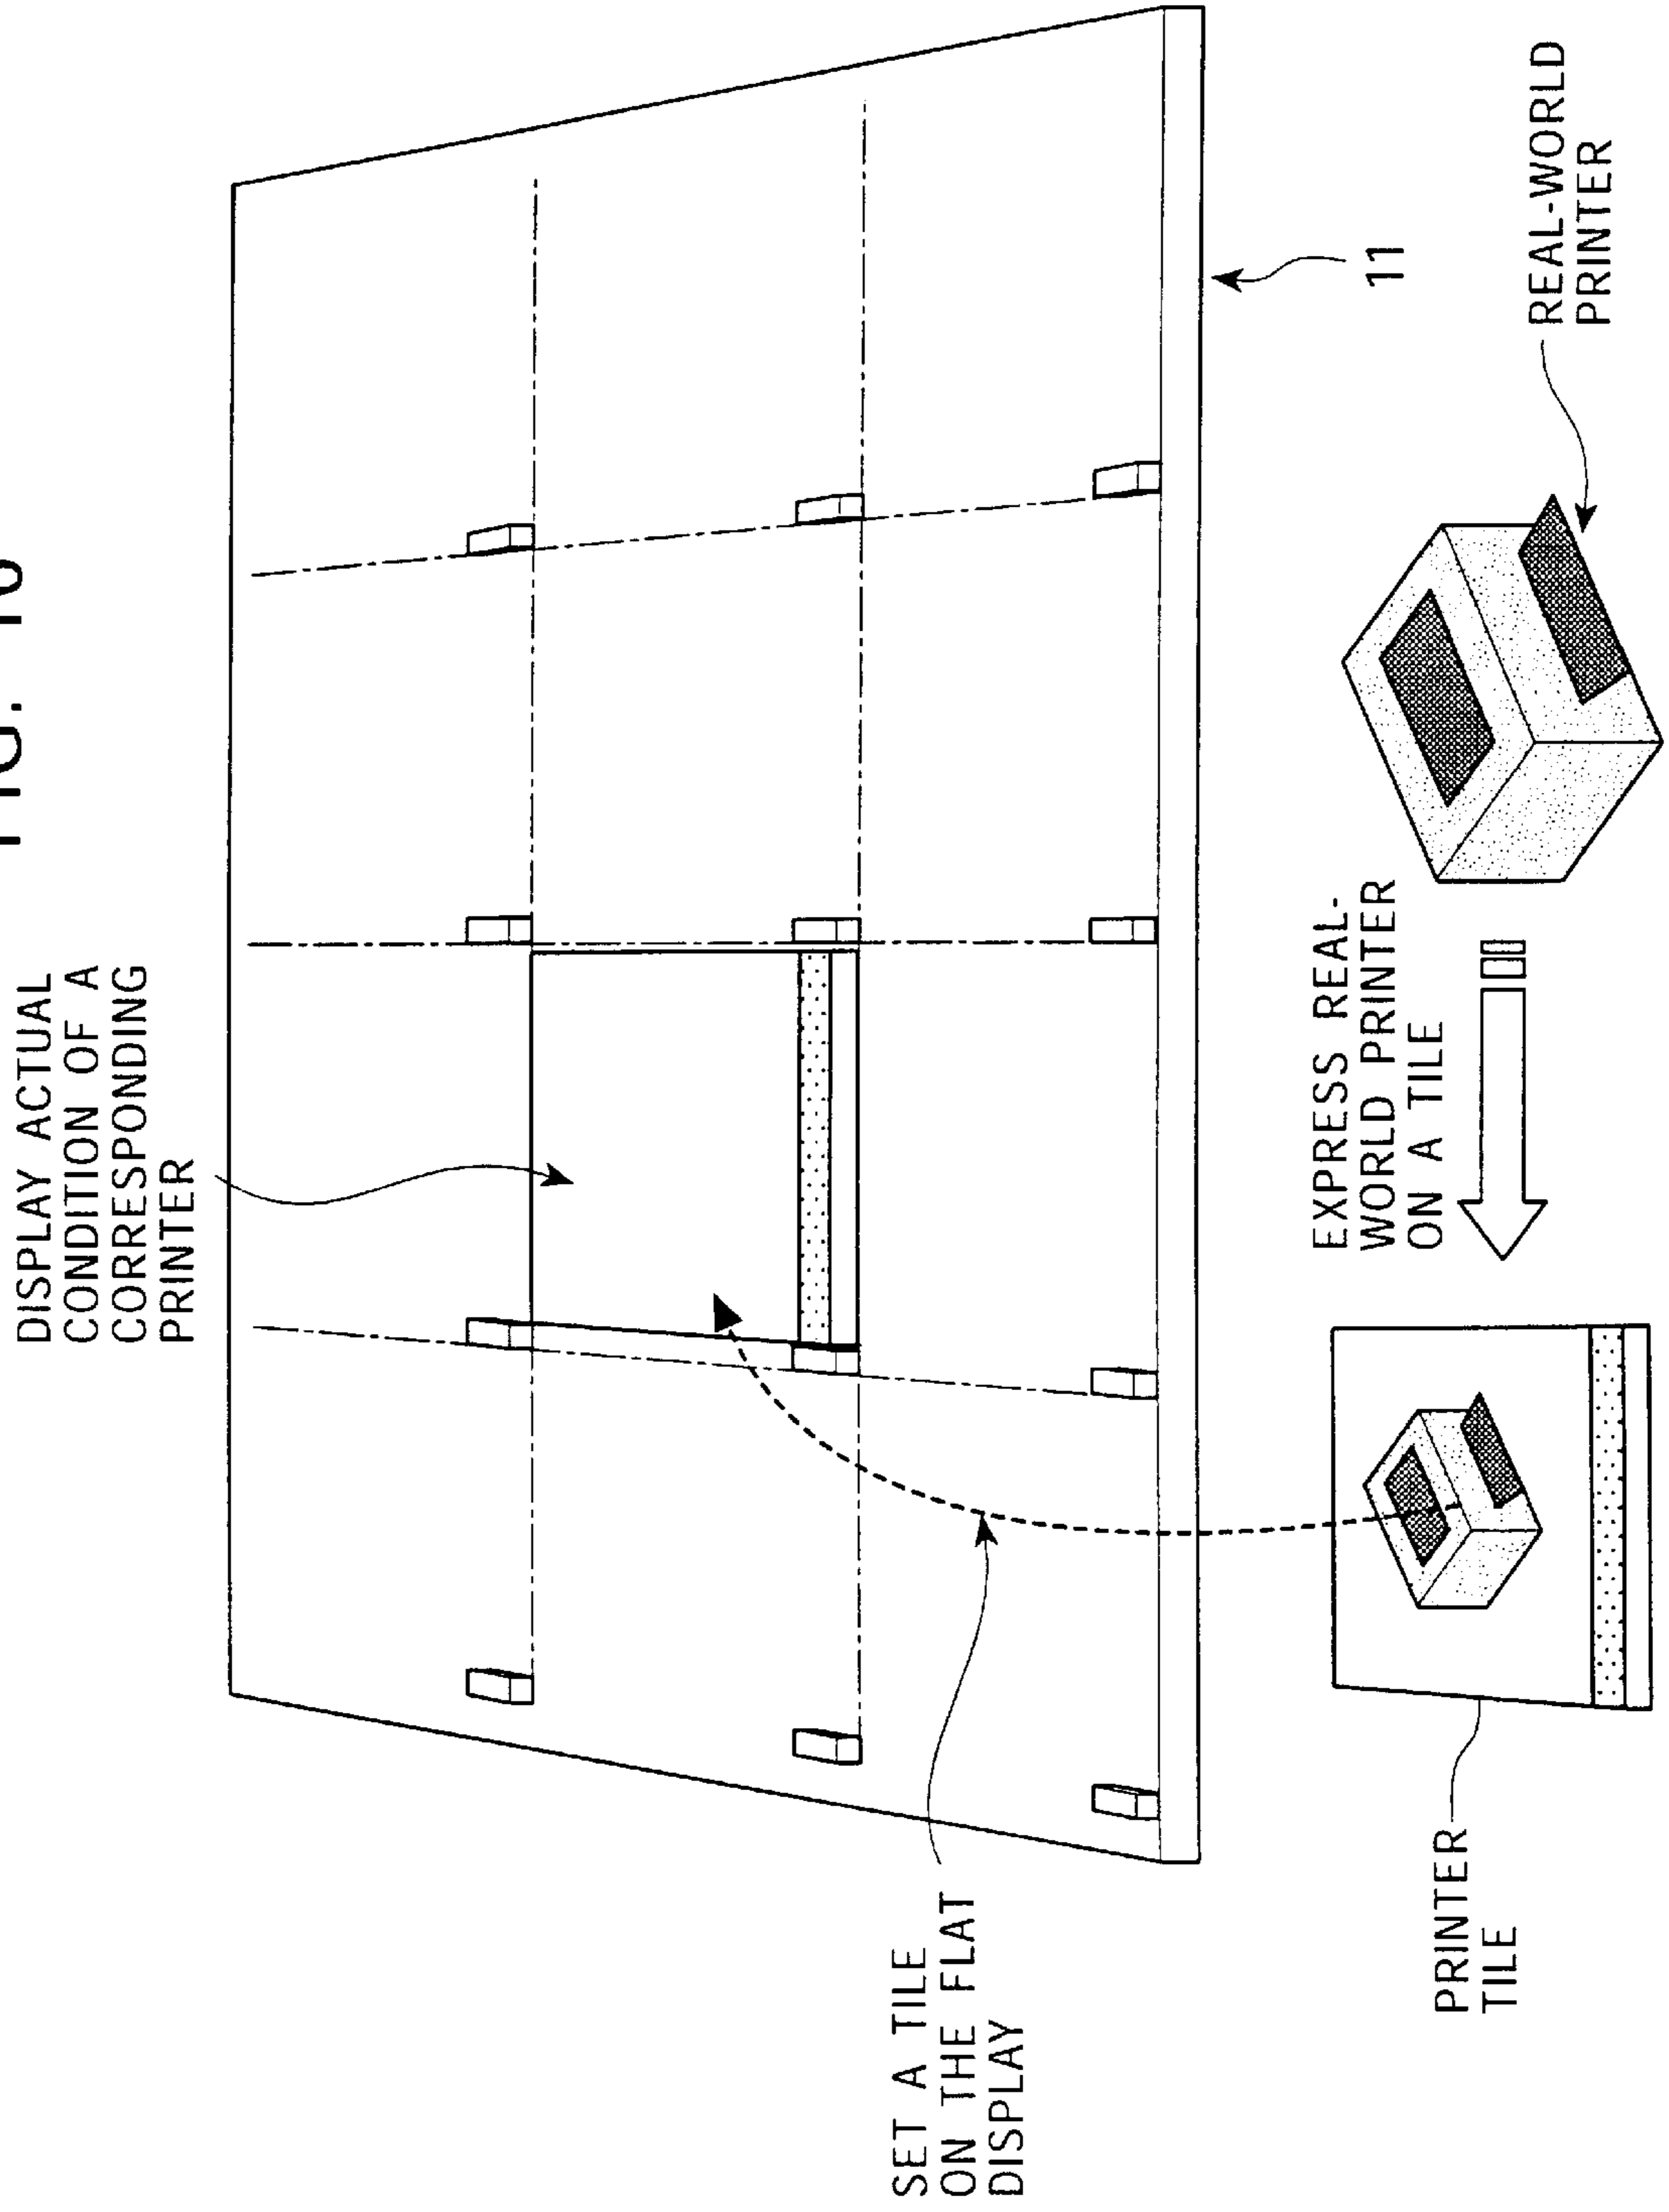 FIG.
DISPLAY ACTUAL
CONDITION OF A
CORRESPONDING
PRINTER
SET A TILE
ON THE FLAT
DISPLAY
11
PRINTER
TILE
EXPRESS REAL-
WORLD PRINTER
ON A TILE
REAL-WORLD
PRINTER